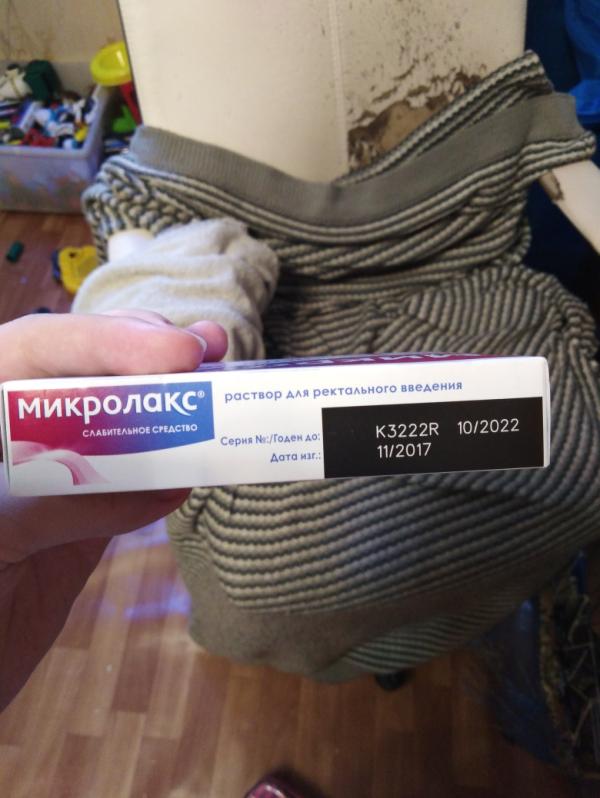 микролакс®
слабительное средство
раствор для ректального введения
Серия №:/Годен до: K3222R 10/2022
Дата изг.: 11/2017